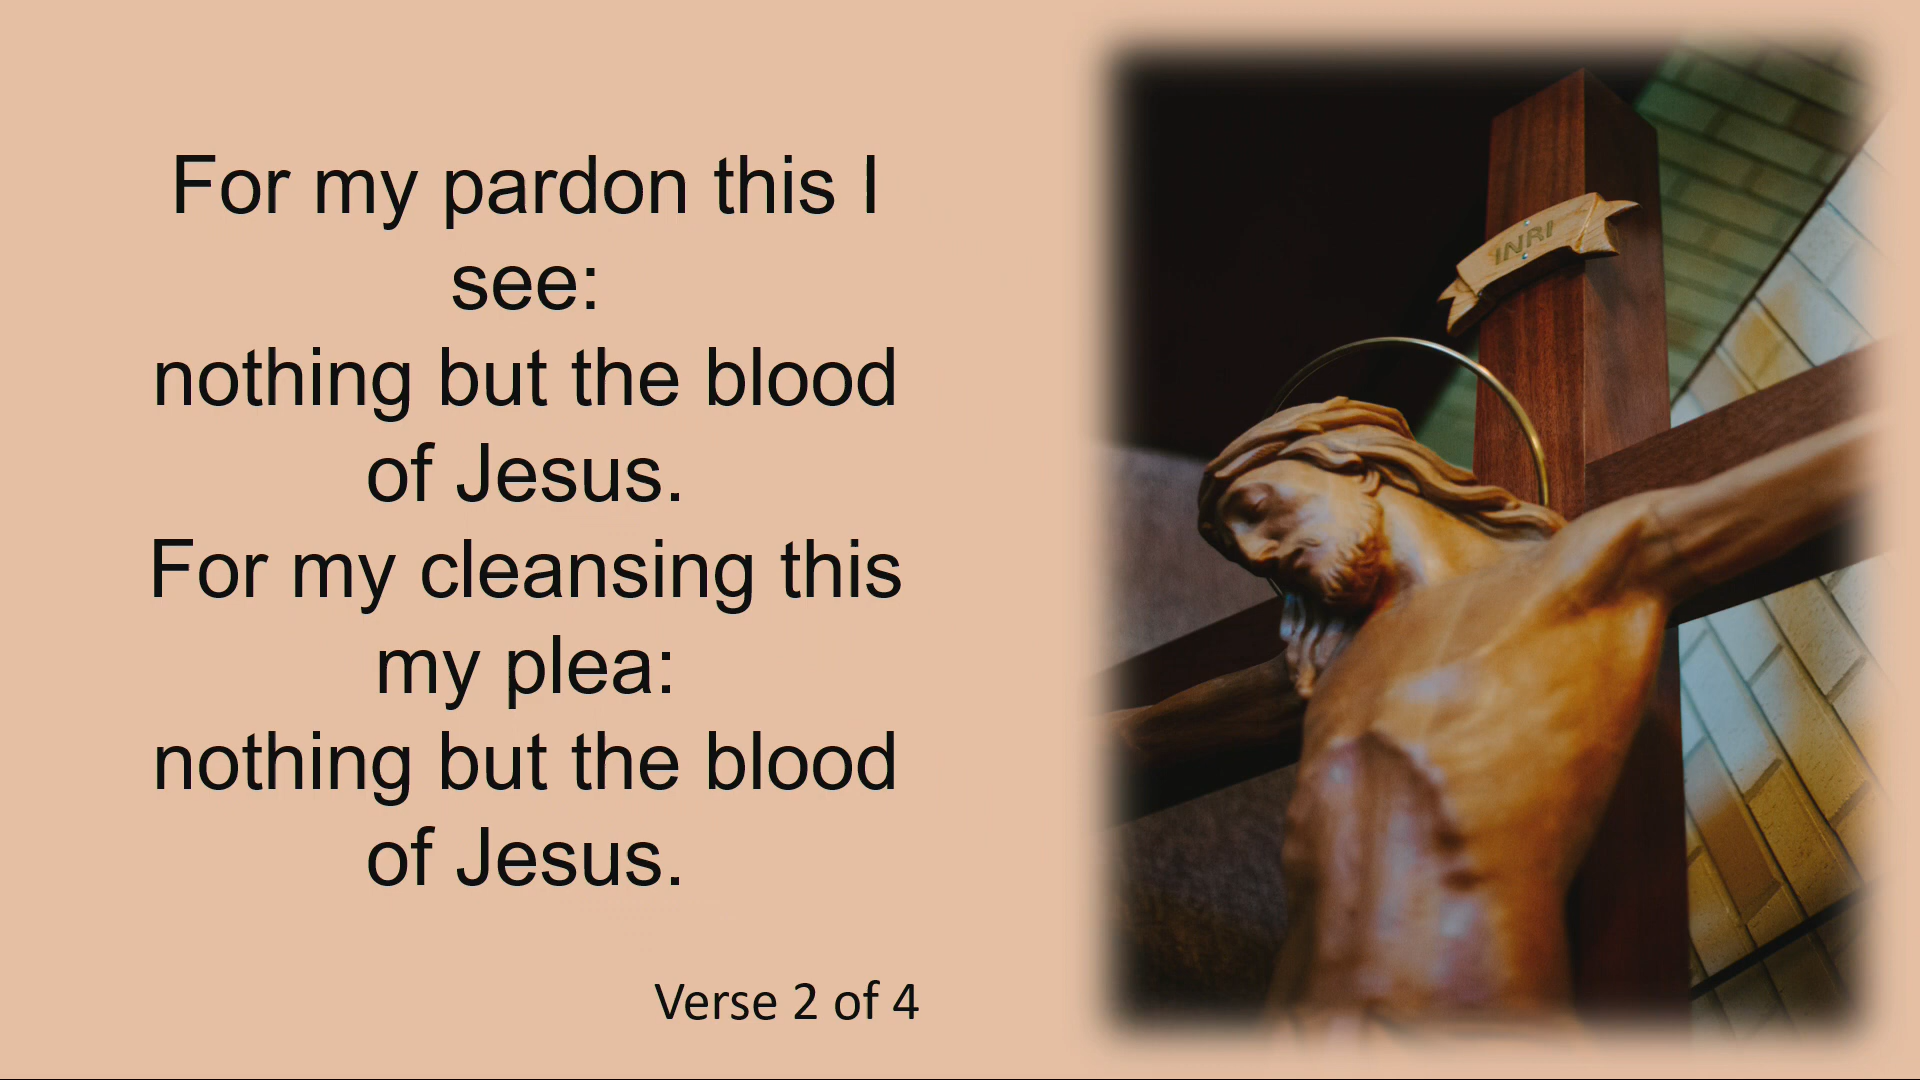 For my pardon this I
see:
nothing but the blood
of Jesus.
For my cleansing this
my plea:
nothing but the blood
of Jesus.
Verse 2 of 4
INRI